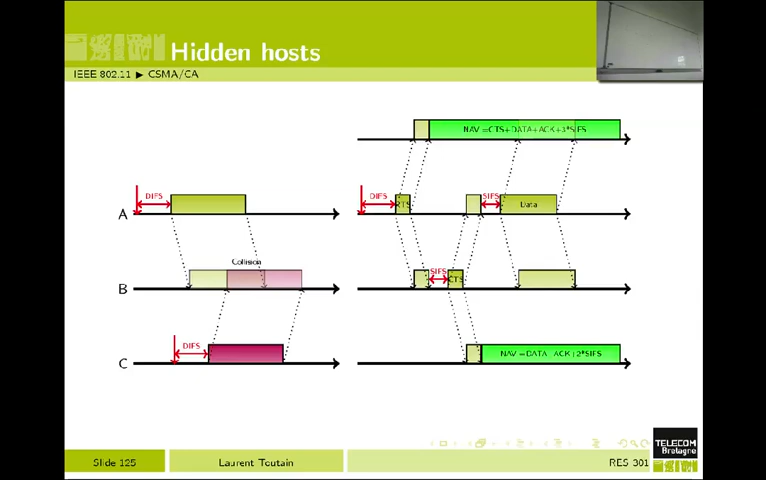 Hidden hosts
IEEE 802.11 ▶ CSMA/CA
NAV =CTS+DATA+ACK+3*SIFS
DIFS
DIFS
RTS
SIFS
Data
A
Collision
SIFS
CTS
B
DIFS
NAV =DATA+ACK+2*SIFS
C
Slide 125
Laurent Toutain
RES 301
TELECOM
Bretagne